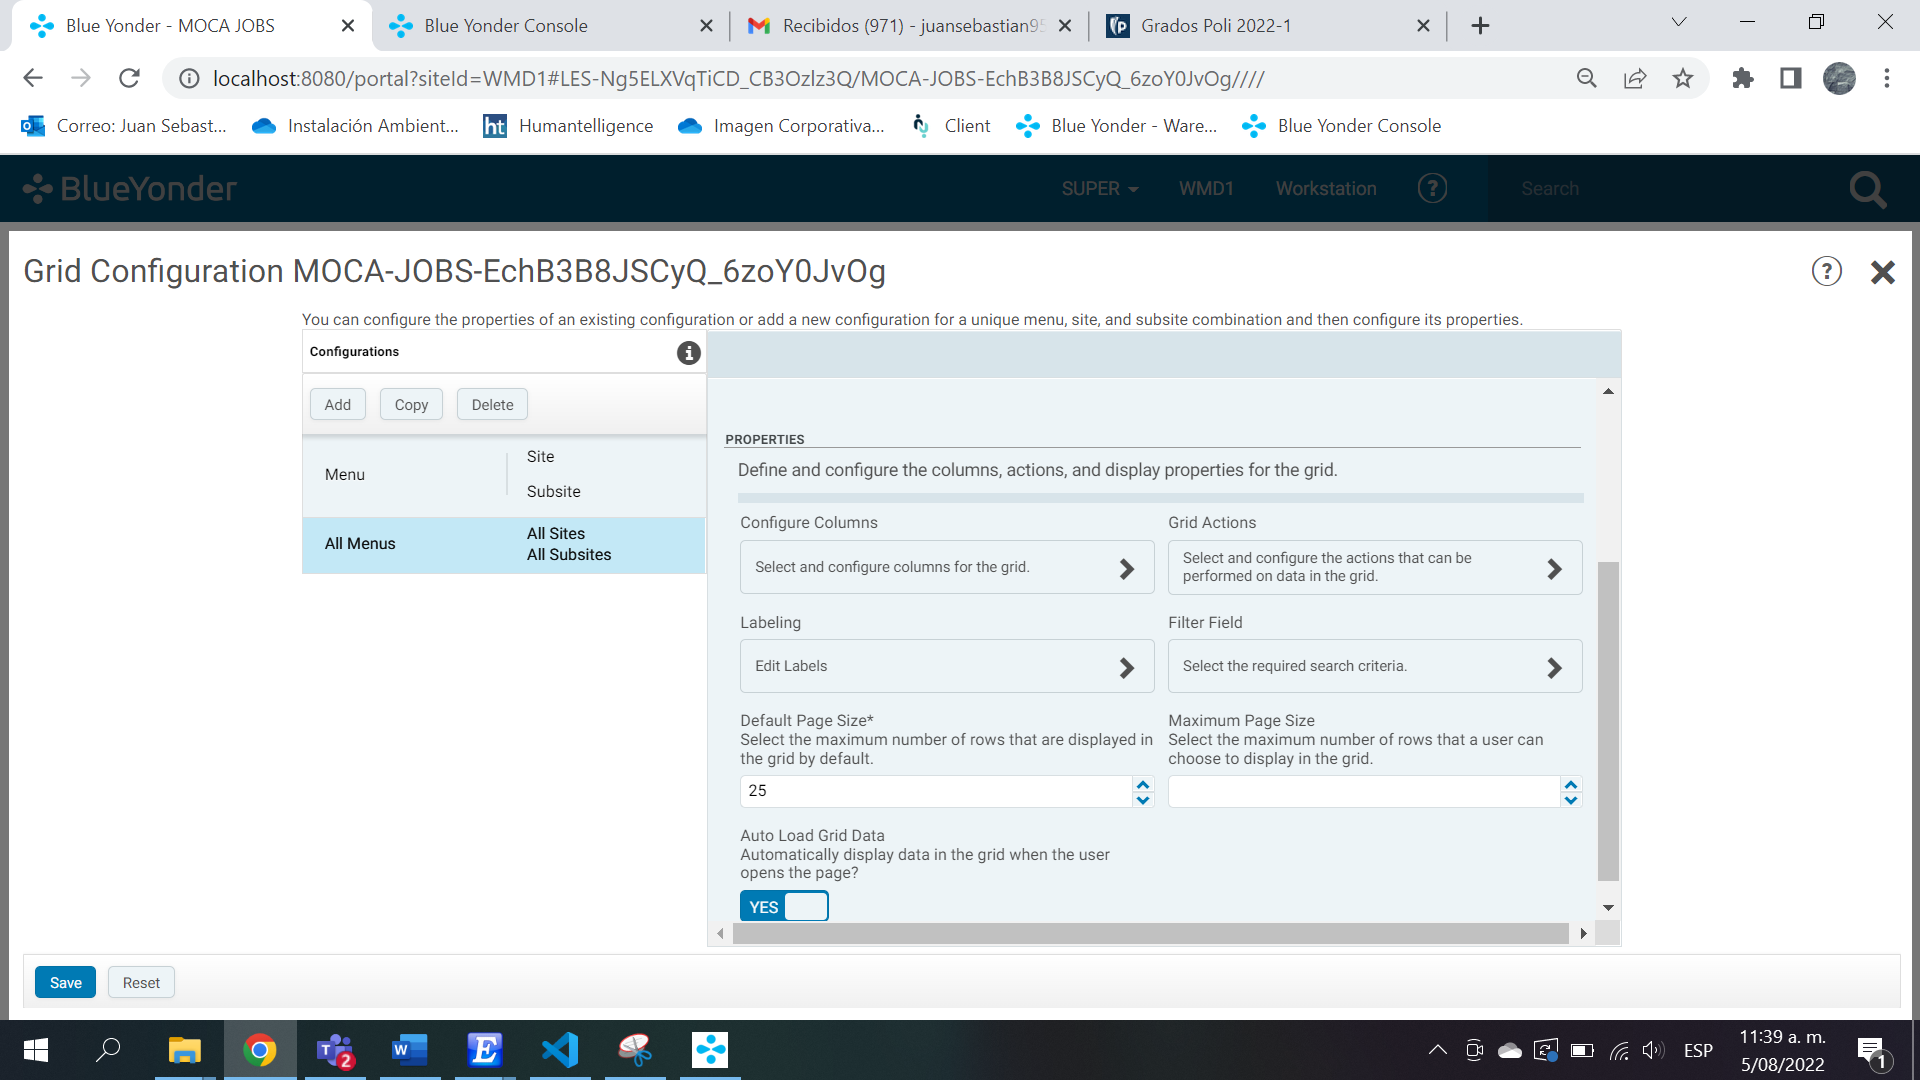 Blue Yonder - MOCA JOBS
Blue Yonder Console
Recibidos (971) - juansebastian95
Grados Poli 2022-1
localhost:8080/portal?siteId=WMD1#LES-Ng5ELXVqTiCD_CB3Ozlz3Q/MOCA-JOBS-EchB3B8JSCyQ_6zoY0JvOg////
Correo: Juan Sebast...
Instalación Ambient...
ht Humantelligence
Imagen Corporativa...
Client
Blue Yonder - Ware...
Blue Yonder Console
BlueYonder
SUPER
WMD1
Workstation
?
Search
Grid Configuration MOCA-JOBS-EchB3B8JSCyQ_6zoY0JvOg
?
You can configure the properties of an existing configuration or add a new configuration for a unique menu, site, and subsite combination and then configure its properties.
Configurations
Add
Copy
Delete
Menu
Site
Subsite
All Menus
All Sites
All Subsites
PROPERTIES
Define and configure the columns, actions, and display properties for the grid.
Configure Columns
Select and configure columns for the grid.
Grid Actions
Select and configure the actions that can be
performed on data in the grid.
Labeling
Edit Labels
Filter Field
Select the required search criteria.
Default Page Size*
Select the maximum number of rows that are displayed in
the grid by default.
25
Maximum Page Size
Select the maximum number of rows that a user can
choose to display in the grid.
Auto Load Grid Data
Automatically display data in the grid when the user
opens the page?
YES
Save
Reset
T
2
W
E
ESP
11:39 a. m.
5/08/2022
1